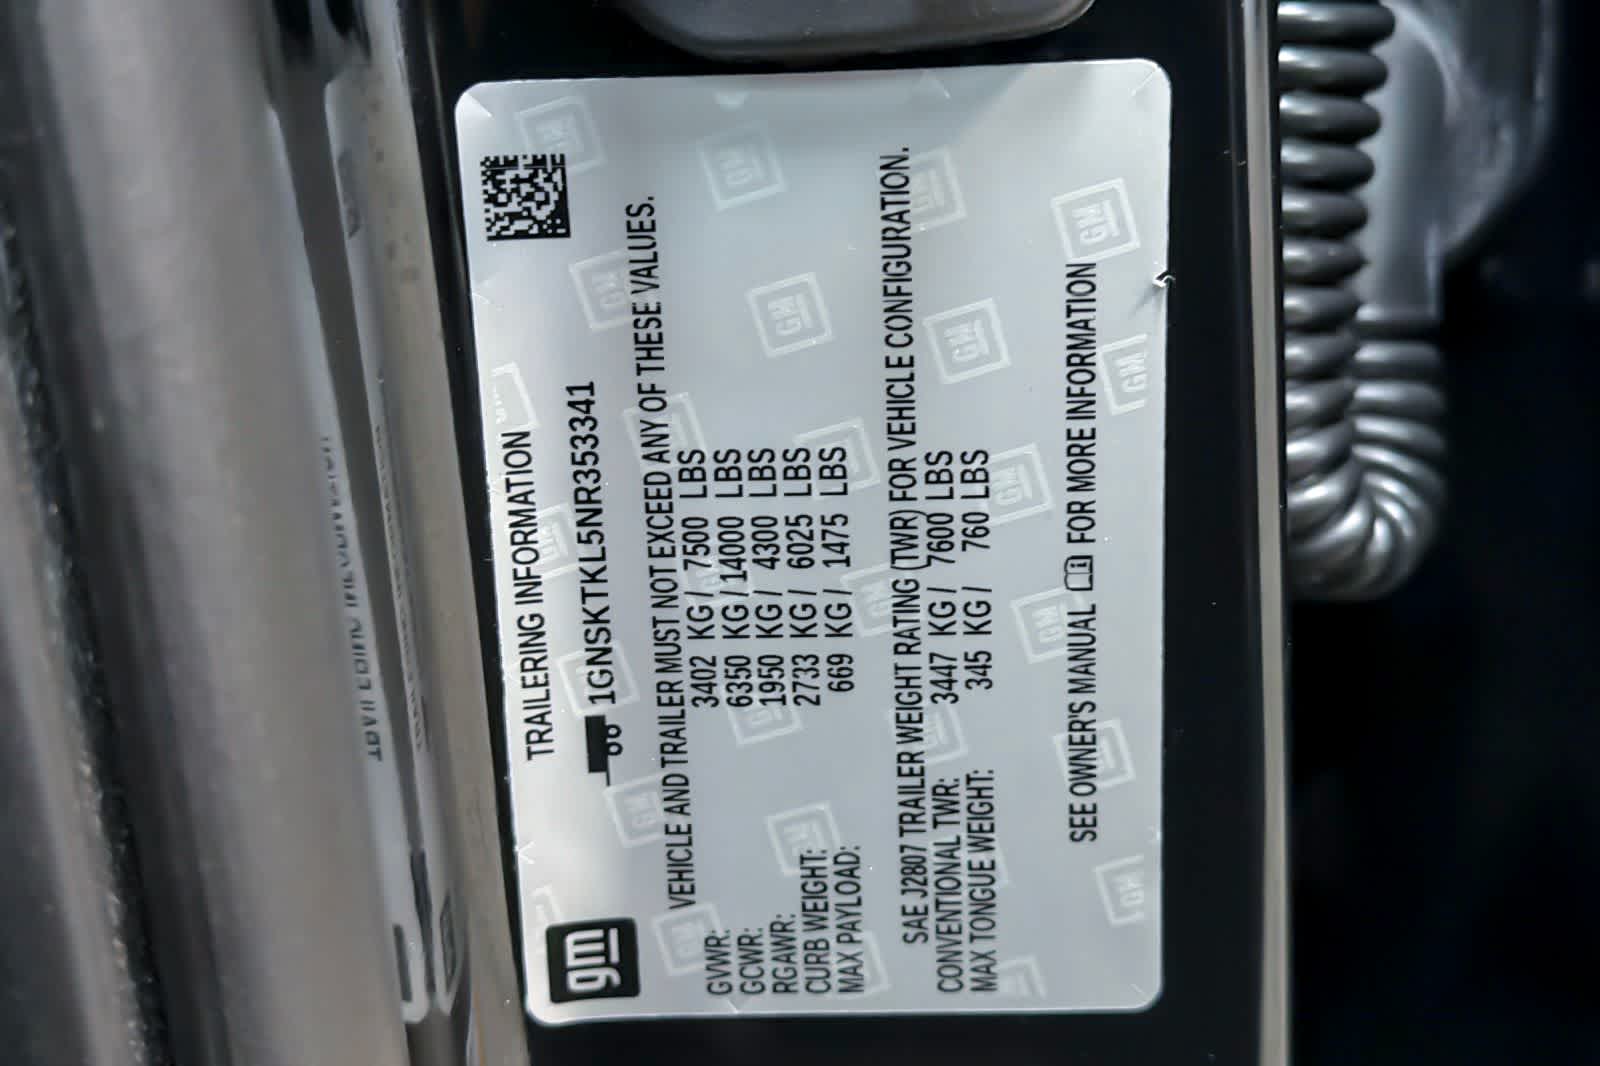 gm
TRAILERING INFORMATION
1GNSKTKL5NR353341
VEHICLE AND TRAILER MUST NOT EXCEED ANY OF THESE VALUES.
GVWR: 3402 KG / 7500 LBS
GCWR: 6350 KG / 14000 LBS
RGAWR: 1950 KG / 4300 LBS
CURB WEIGHT: 2733 KG / 6025 LBS
MAX PAYLOAD: 669 KG / 1475 LBS
SAE J2807 TRAILER WEIGHT RATING (TWR) FOR VEHICLE CONFIGURATION.
CONVENTIONAL TWR: 3447 KG / 7600 LBS
MAX TONGUE WEIGHT: 345 KG / 760 LBS
SEE OWNER'S MANUAL FOR MORE INFORMATION